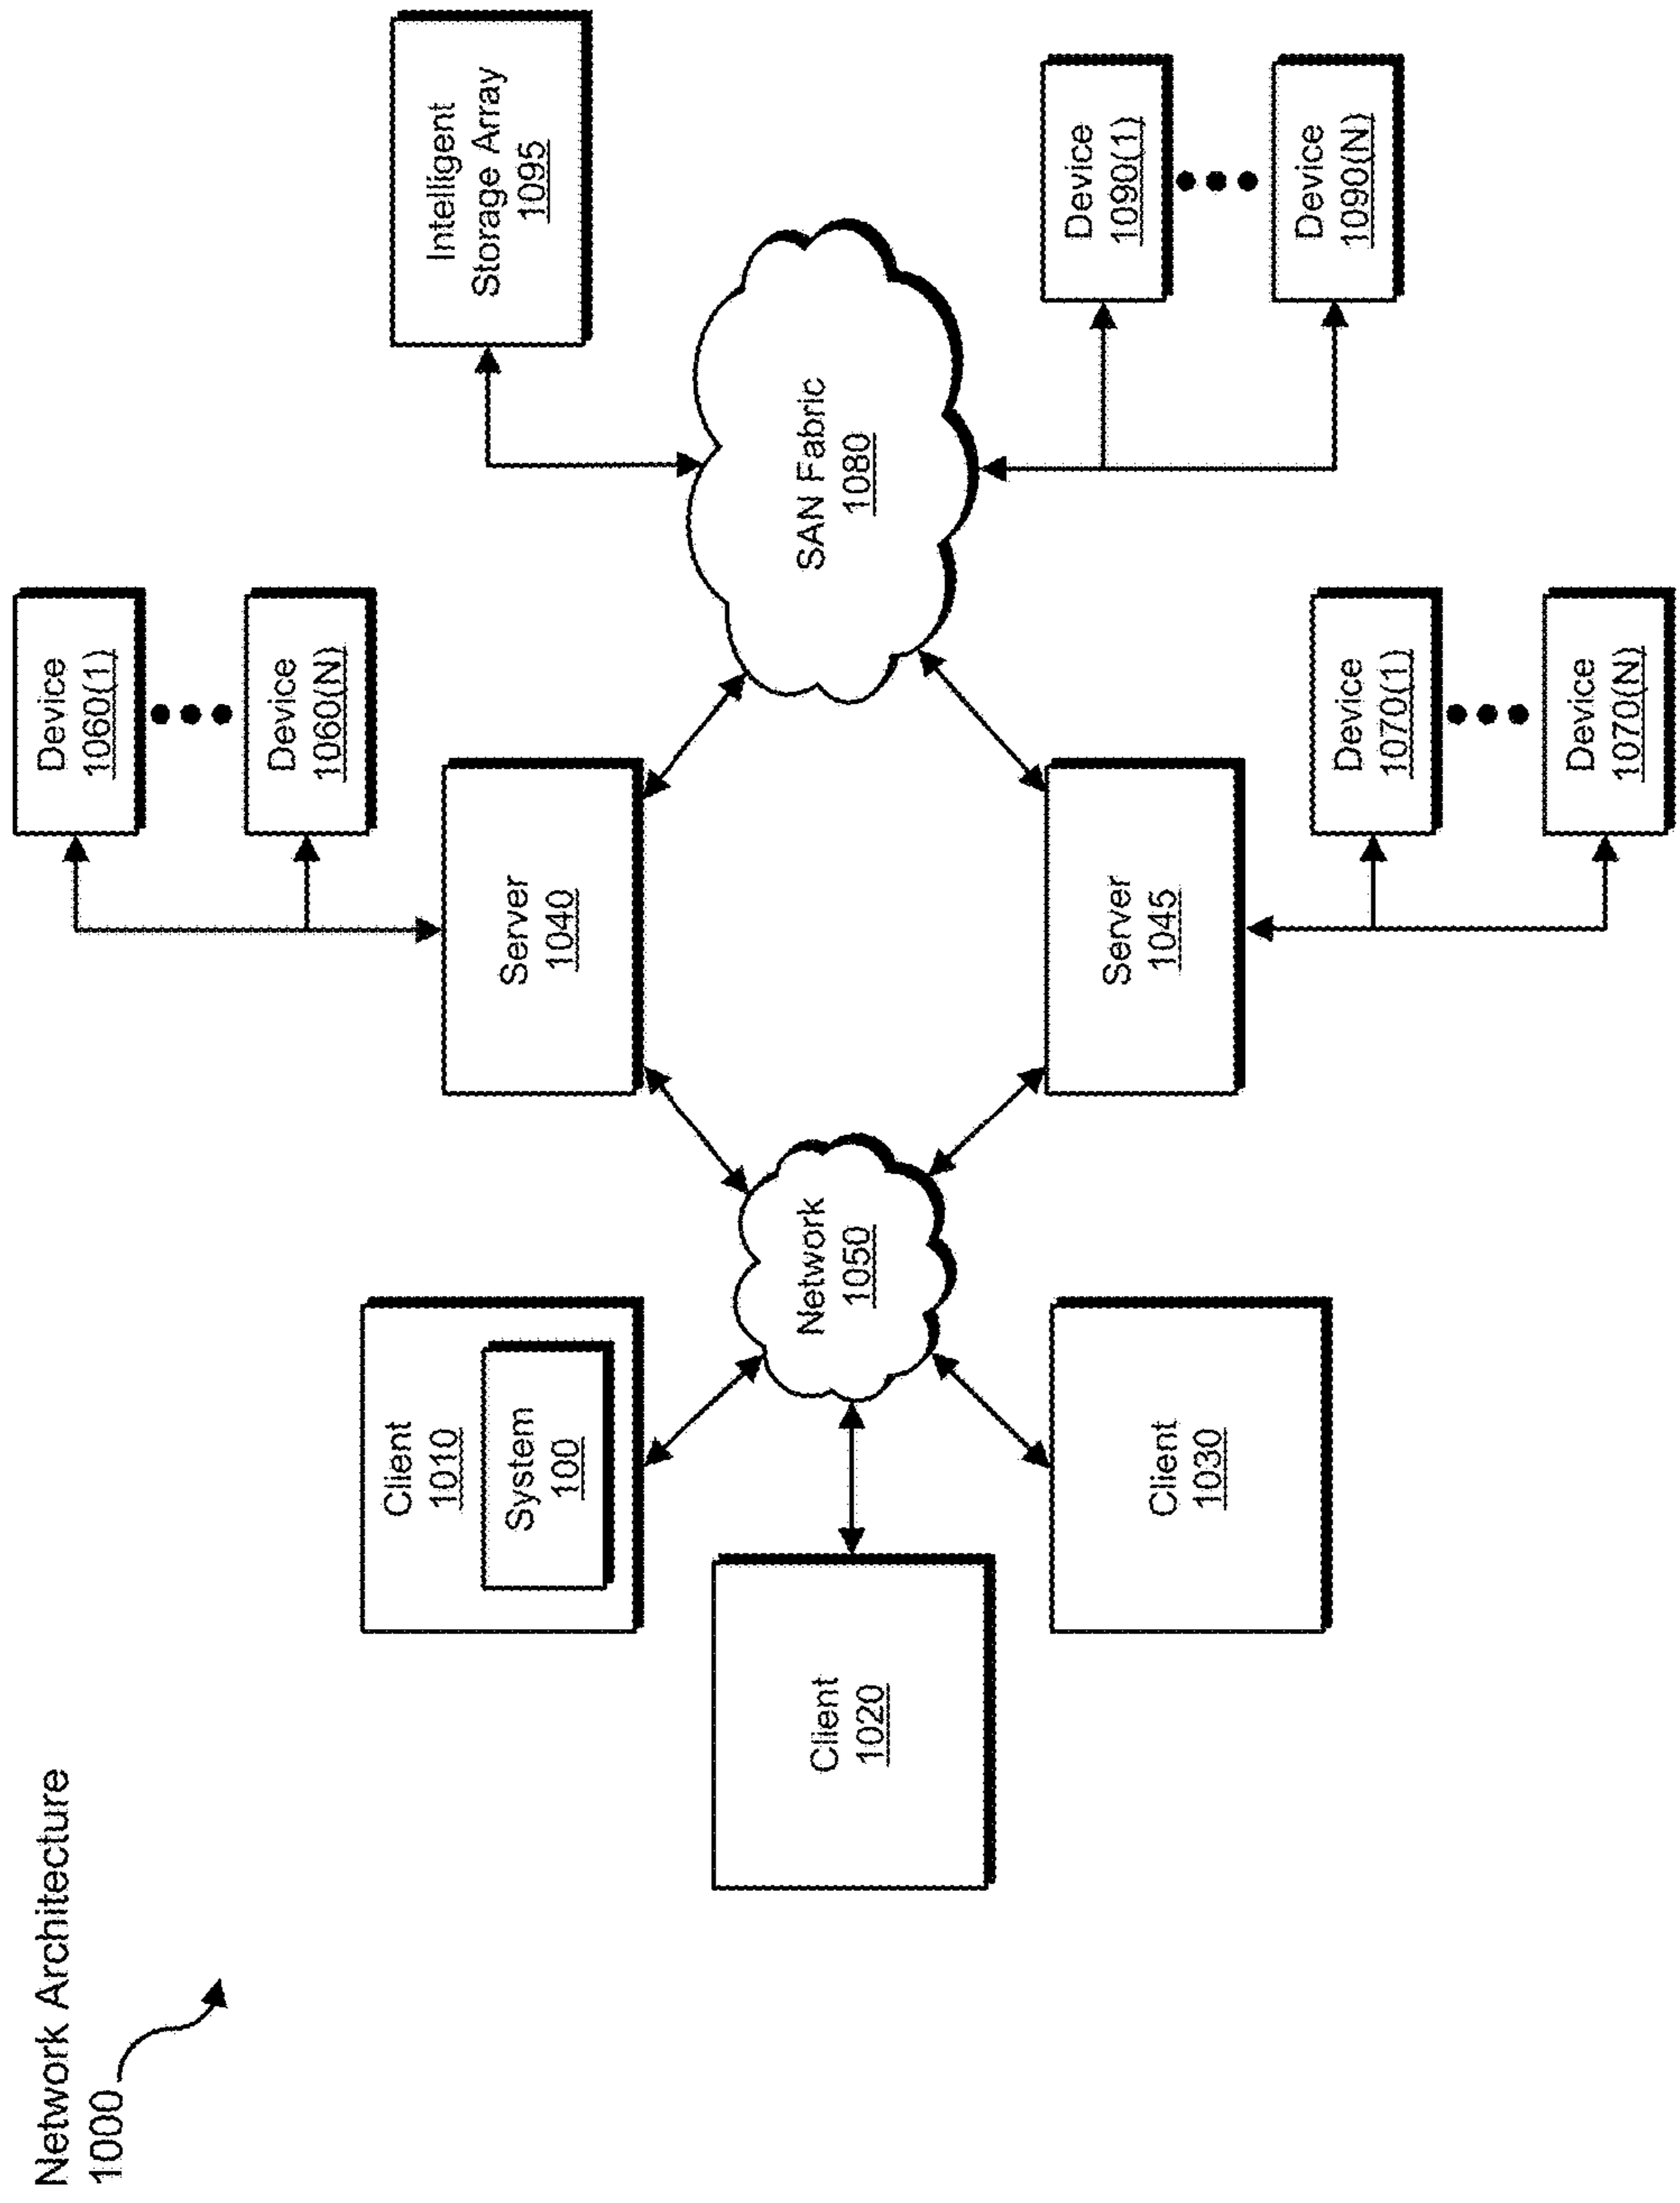 Network Architecture
1000
Client
1010
System
100
Client
1020
Client
1030
Network
1050
Server
1040
Server
1045
Device
1060(1)
Device
1060(N)
Device
1070(1)
Device
1070(N)
SAN Fabric
1080
Intelligent
Storage Array
1095
Device
1090(1)
Device
1090(N)